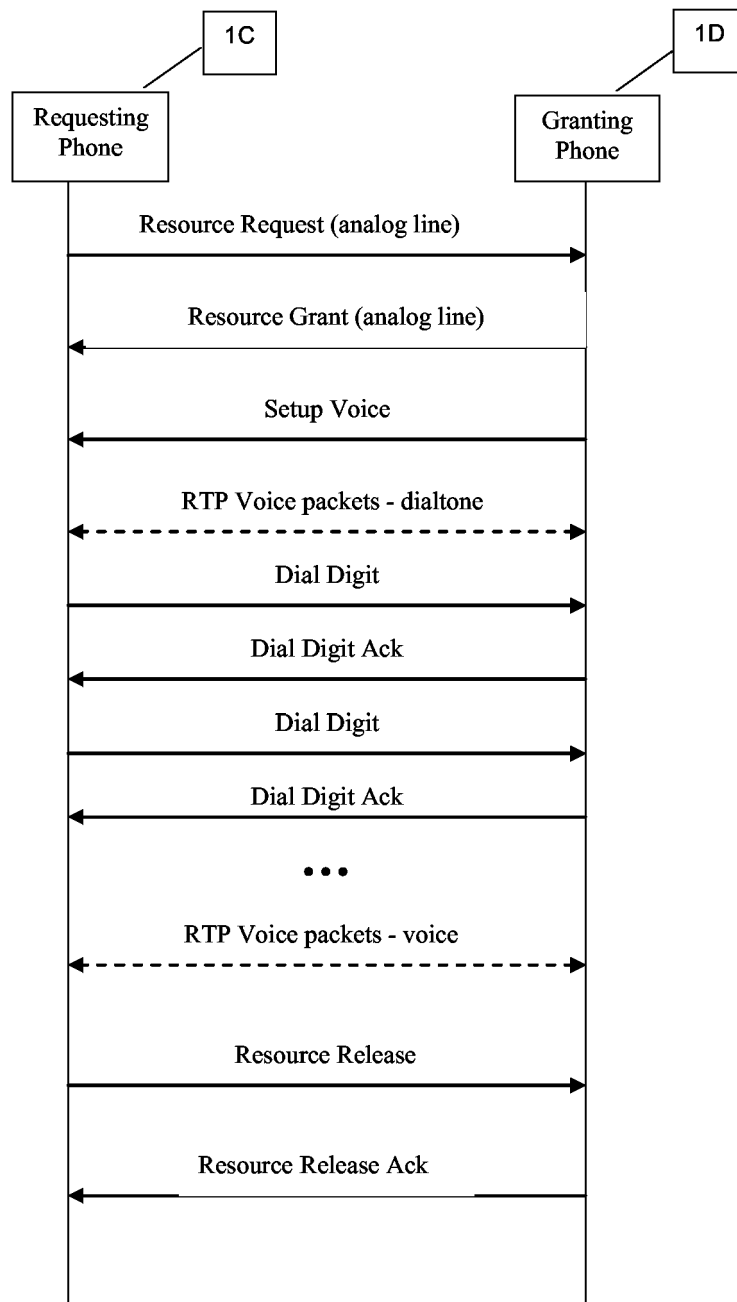 1C
1D
Requesting
Phone
Granting
Phone
Resource Request (analog line)
Resource Grant (analog line)
Setup Voice
RTP Voice packets - dialtone
Dial Digit
Dial Digit Ack
Dial Digit
Dial Digit Ack
...
RTP Voice packets - voice
Resource Release
Resource Release Ack